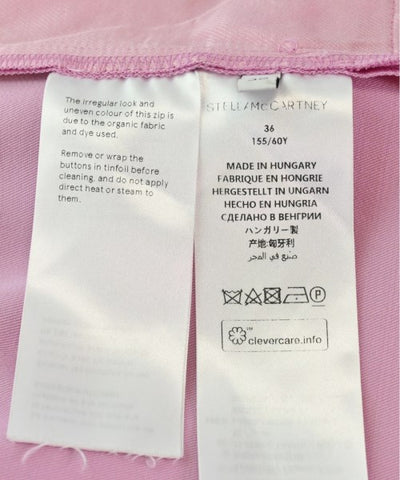 The irregular look and
uneven colour of this zip is
due to the organic fabric
and dye used.
Remove or wrap the
buttons in tinfoil before
cleaning, and do not apply
direct heat or steam to
them.
STELLA McCARTNEY
36
155/60Y
MADE IN HUNGARY
FABRIQUE EN HONGRIE
HERGESTELLT IN UNGARN
HECHO EN HUNGRIA
СДЕЛАНО В ВЕНГРИИ
ハンガリー製
产地:匈牙利
صنع في المجر
P
clevercare.info